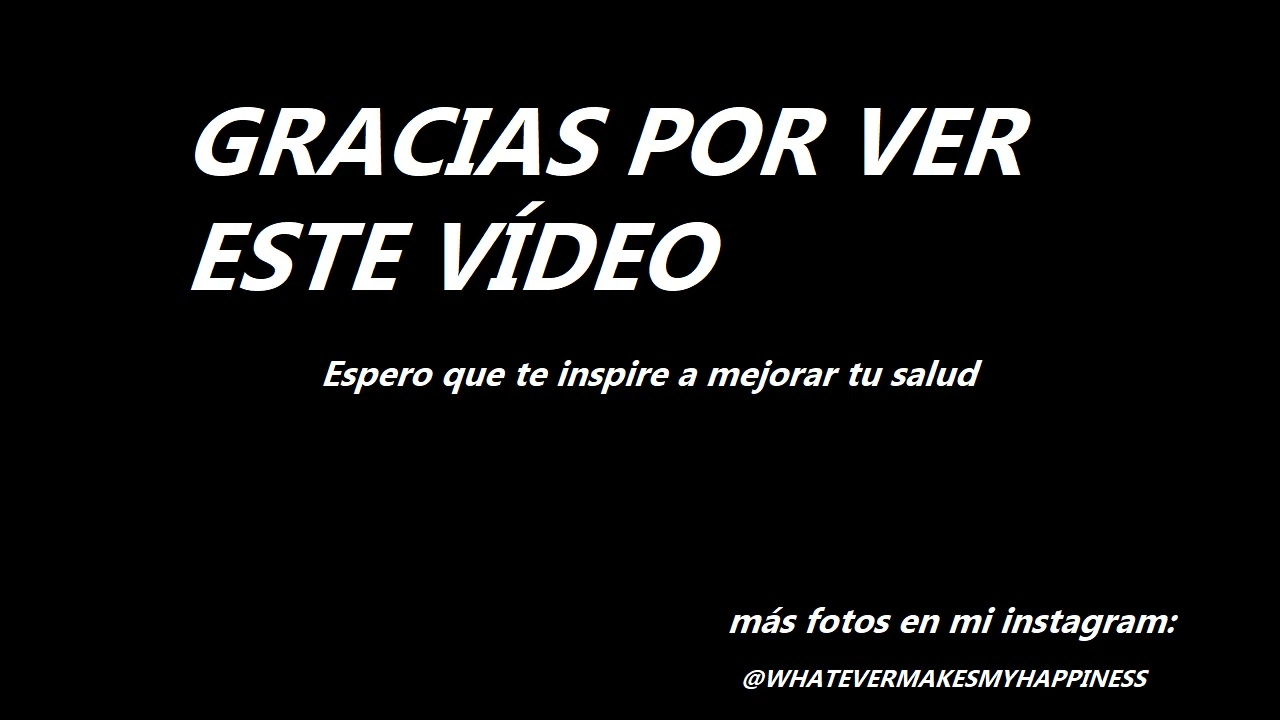 GRACIAS POR VER
ESTE VÍDEO
Espero que te inspire a mejorar tu salud
más fotos en mi instagram:
@WHATEVERMAKESMYHAPPINESS